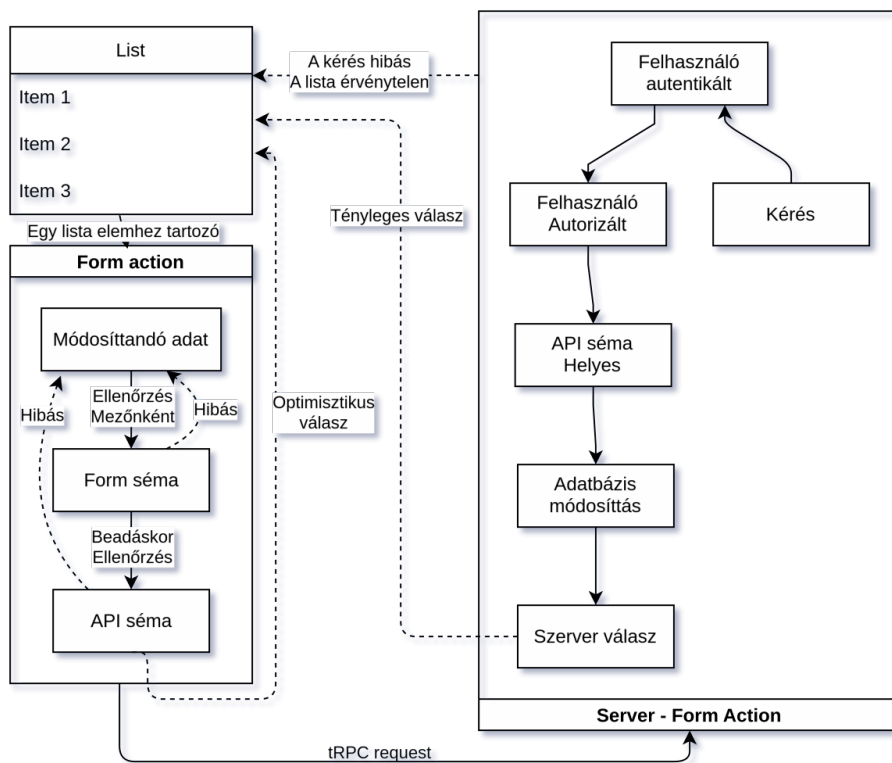 List
Item 1
Item 2
Item 3
Egy lista elemhez tartozó
Form action
Módosíttandó adat
Ellenőrzés
Mezőnként
Hibás
Hibás
Form séma
Beadáskor
Ellenőrzés
API séma
A kérés hibás
A lista érvénytelen
Tényleges válasz
Optimisztikus
válasz
Felhasználó
autentikált
Felhasználó
Autorizált
Kérés
API séma
Helyes
Adatbázis
módosíttás
Szerver válasz
Server - Form Action
tRPC request